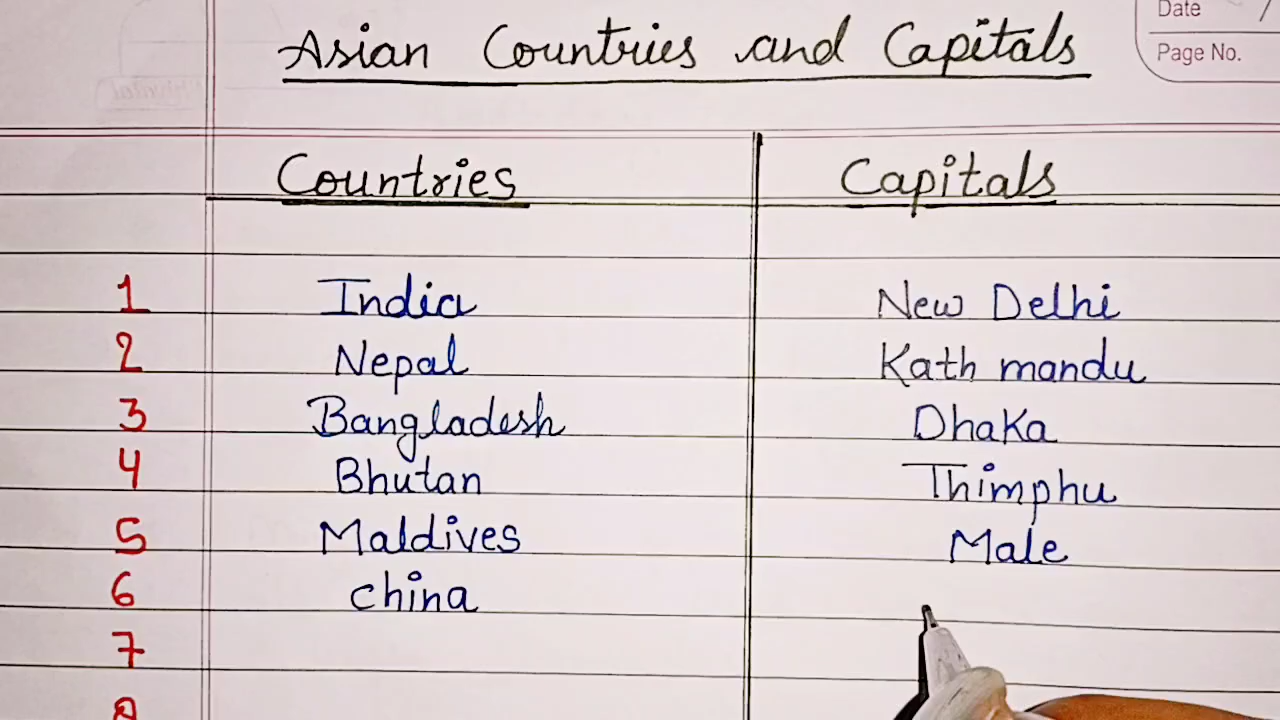 Date
Page No.
Asian Countries and Capitals
Countries Capitals
1 India New Delhi
2 Nepal Kath mandu
3 Bangladesh Dhaka
4 Bhutan Thimphu
5 Maldives Male
6 china
7